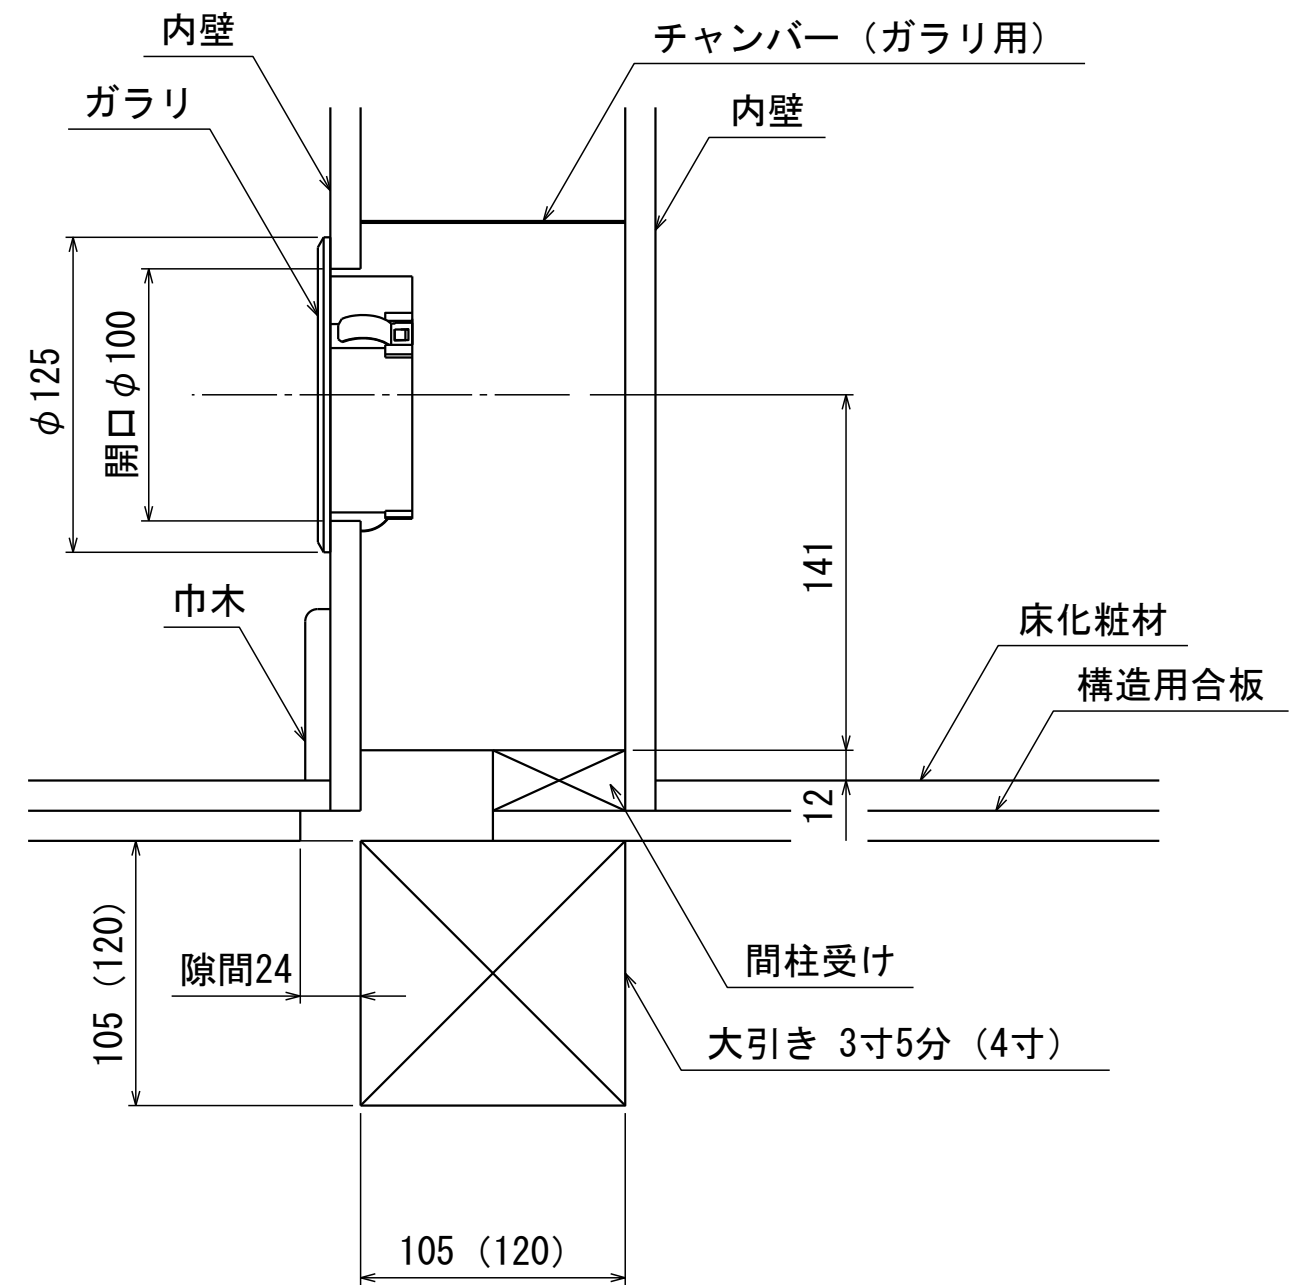 内壁
チャンバー（ガラリ用）
ガラリ
内壁
φ125
開口φ100
141
巾木
床化粧材
構造用合板
12
105（120）
隙間24
間柱受け
大引き 3寸5分（4寸）
105（120）